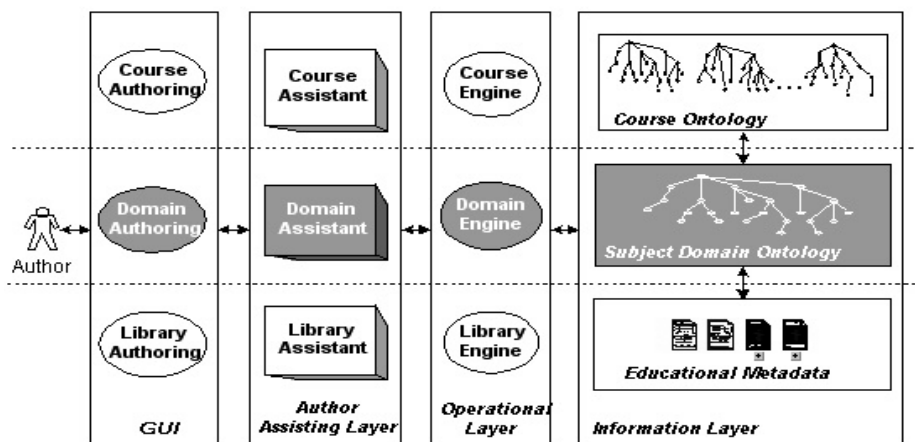 Course
Authoring
Course
Assistant
Course
Engine
Course Ontology
Author
Domain
Authoring
Domain
Assistant
Domain
Engine
Subject Domain Ontology
Library
Authoring
Library
Assistant
Library
Engine
Educational Metadata
GUI
Author
Assisting Layer
Operational
Layer
Information Layer